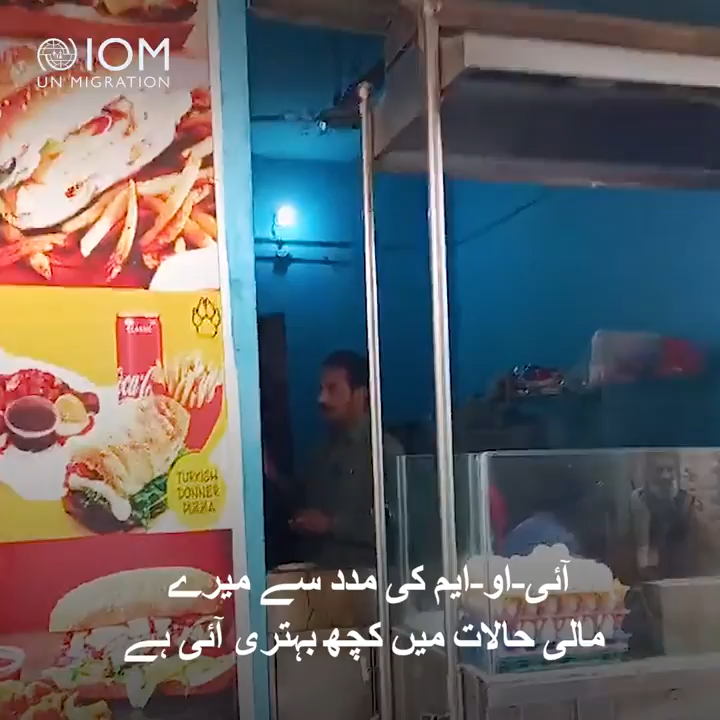 IOM
UN MIGRATION
CLASSIC
TURKISH
DONNER
آئی-او-ایم کی مدد سے میرے
مالی حالات میں کچھ بہتری آئی ہے